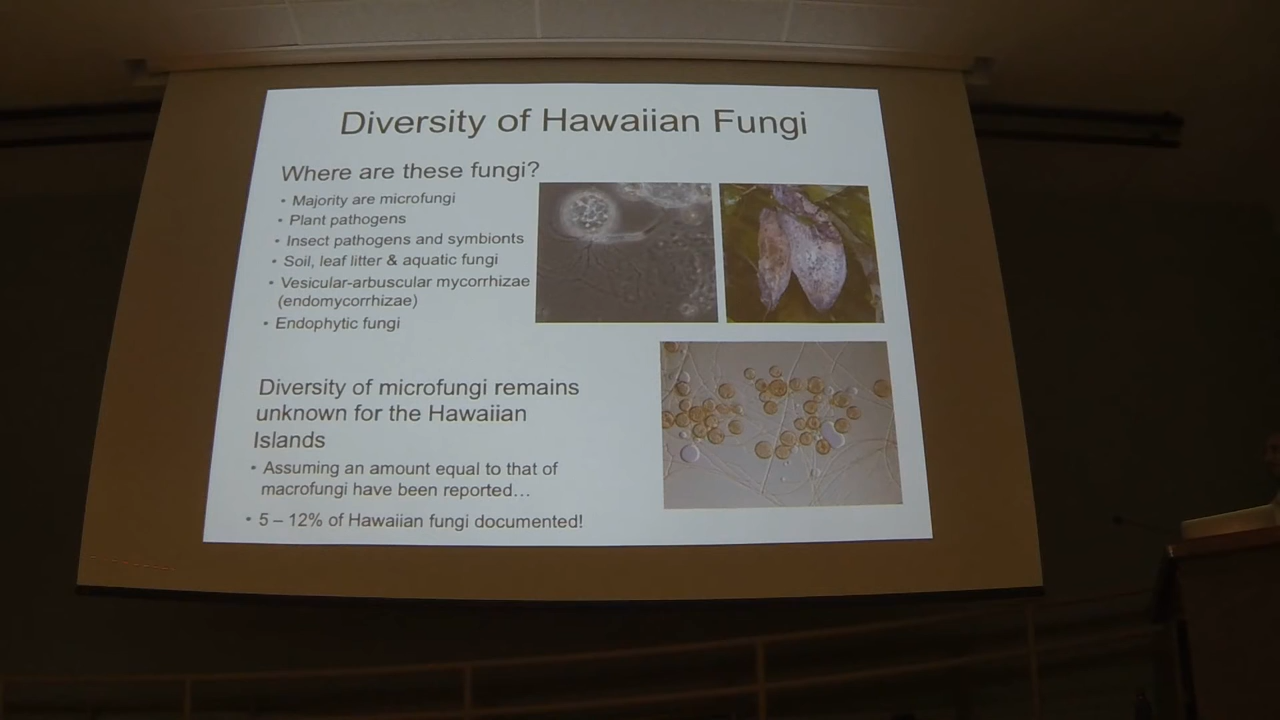 Diversity of Hawaiian Fungi
Where are these fungi?
• Majority are microfungi
• Plant pathogens
• Insect pathogens and symbionts
• Soil, leaf litter & aquatic fungi
• Vesicular-arbuscular mycorrhizae
(endomycorrhizae)
• Endophytic fungi
Diversity of microfungi remains
unknown for the Hawaiian
Islands
• Assuming an amount equal to that of
macrofungi have been reported…
• 5 – 12% of Hawaiian fungi documented!